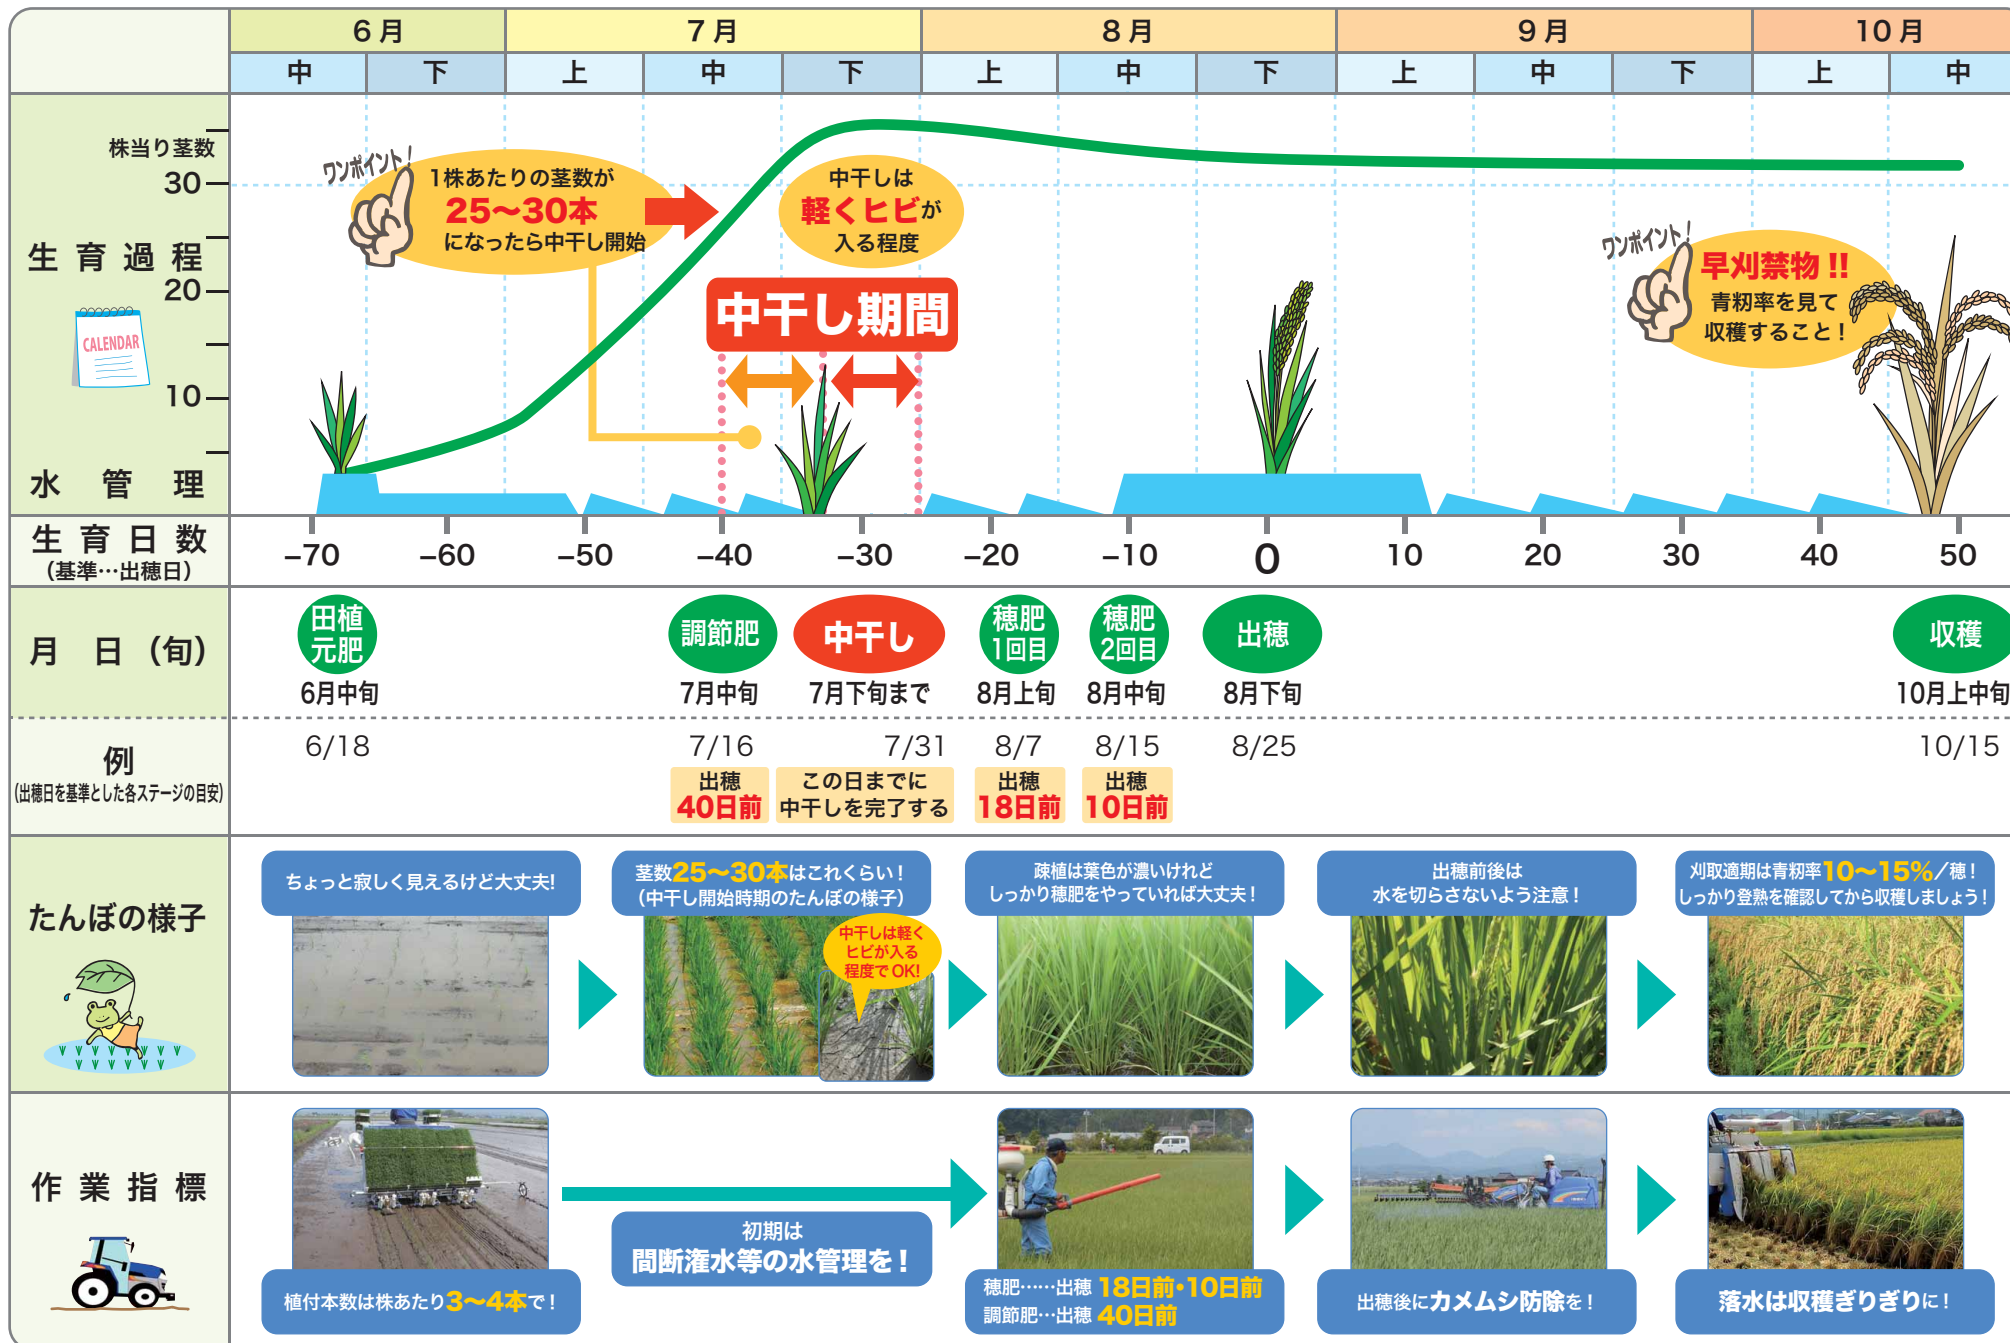 6月 7月 8月 9月 10月
中 下 上 中 下 上 中 下 上 中 下 上 中
株当り茎数
30
20
10
生育過程
CALENDAR
水管理
ワンポイント！
1株あたりの茎数が
25〜30本
になったら中干し開始
中干しは
軽くヒビが
入る程度
中干し期間
ワンポイント！
早刈禁物!!
青籾率を見て
収穫すること！
生育日数
（基準…出穂日）
–70 –60 –50 –40 –30 –20 –10 0 10 20 30 40 50
月日（旬）
田植
元肥
6月中旬
調節肥
7月中旬
中干し
7月下旬まで
穂肥
1回目
8月上旬
穂肥
2回目
8月中旬
出穂
8月下旬
収穫
10月上中旬
例
（出穂日を基準とした各ステージの目安）
6/18 7/16 7/31 8/7 8/15 8/25 10/15
出穂
40日前
この日までに
中干しを完了する
出穂
18日前
出穂
10日前
たんぼの様子
ちょっと寂しく見えるけど大丈夫!
茎数25〜30本はこれくらい！
（中干し開始時期のたんぼの様子）
中干しは軽く
ヒビが入る
程度でOK!
疎植は葉色が濃いけれど
しっかり穂肥をやっていれば大丈夫！
出穂前後は
水を切らさないよう注意！
刈取適期は青籾率10〜15%／穂！
しっかり登熟を確認してから収穫しましょう！
作業指標
植付本数は株あたり3〜4本で！
初期は
間断潅水等の水管理を！
穂肥……出穂 18日前・10日前
調節肥…出穂 40日前
出穂後にカメムシ防除を！
落水は収穫ぎりぎりに！